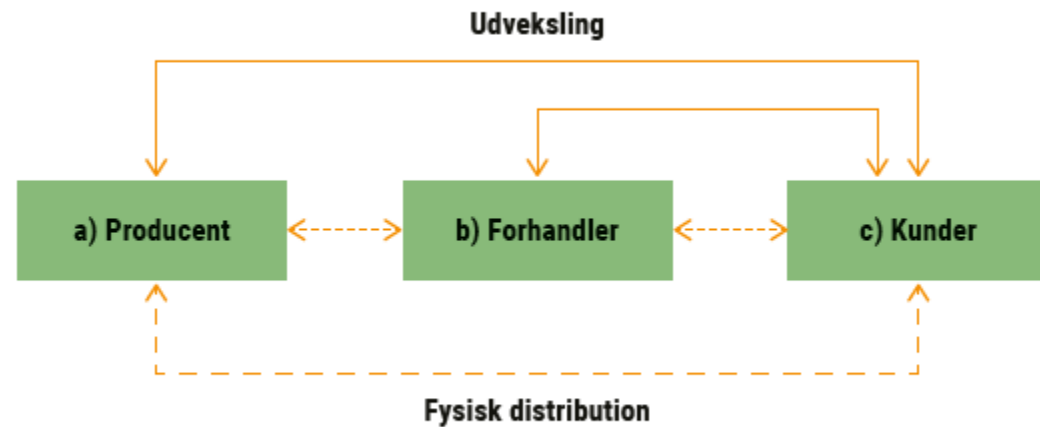 Udveksling
a) Producent
b) Forhandler
c) Kunder
Fysisk distribution